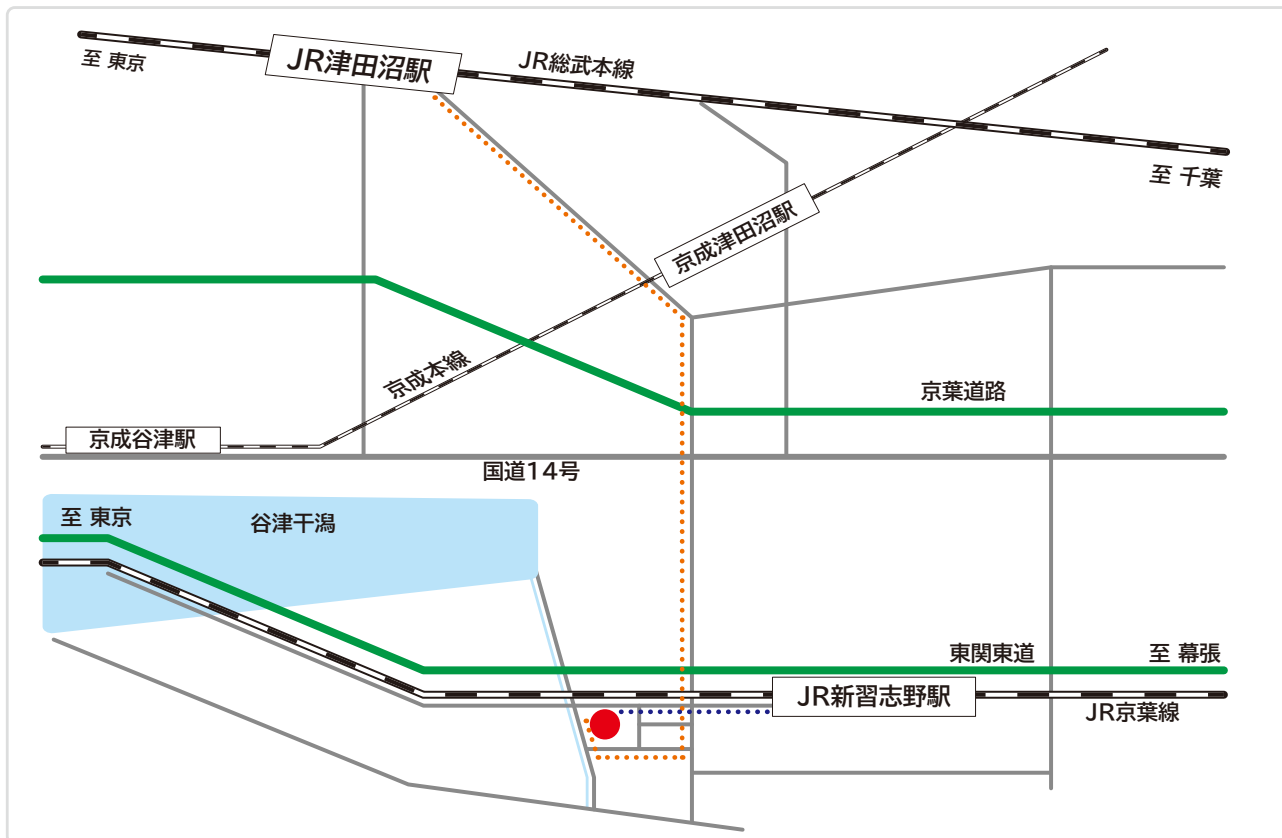 至 東京
JR津田沼駅
JR総武本線
至 千葉
京成津田沼駅
京成本線
京葉道路
京成谷津駅
国道14号
至 東京
谷津干潟
東関東道
至 幕張
JR新習志野駅
JR京葉線